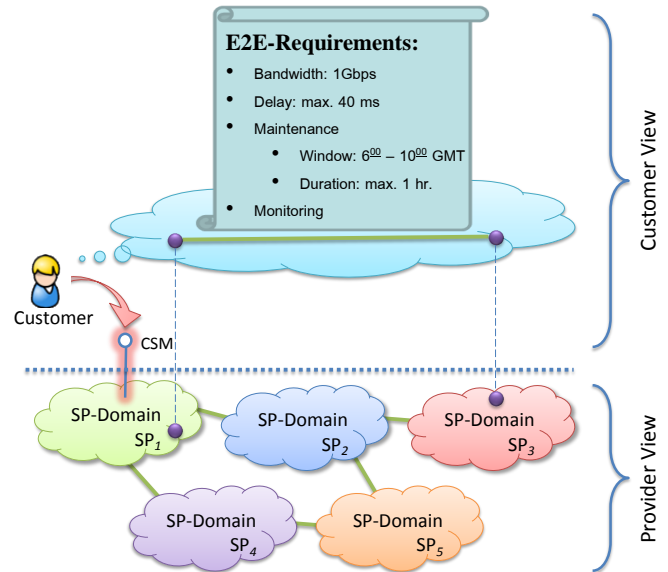 E2E-Requirements:
• Bandwidth: 1Gbps
• Delay: max. 40 ms
• Maintenance
• Window: 600 – 1000 GMT
• Duration: max. 1 hr.
• Monitoring
Customer View
Customer
CSM
SP-Domain
SP1
SP-Domain
SP2
SP-Domain
SP3
SP-Domain
SP4
SP-Domain
SP5
Provider View